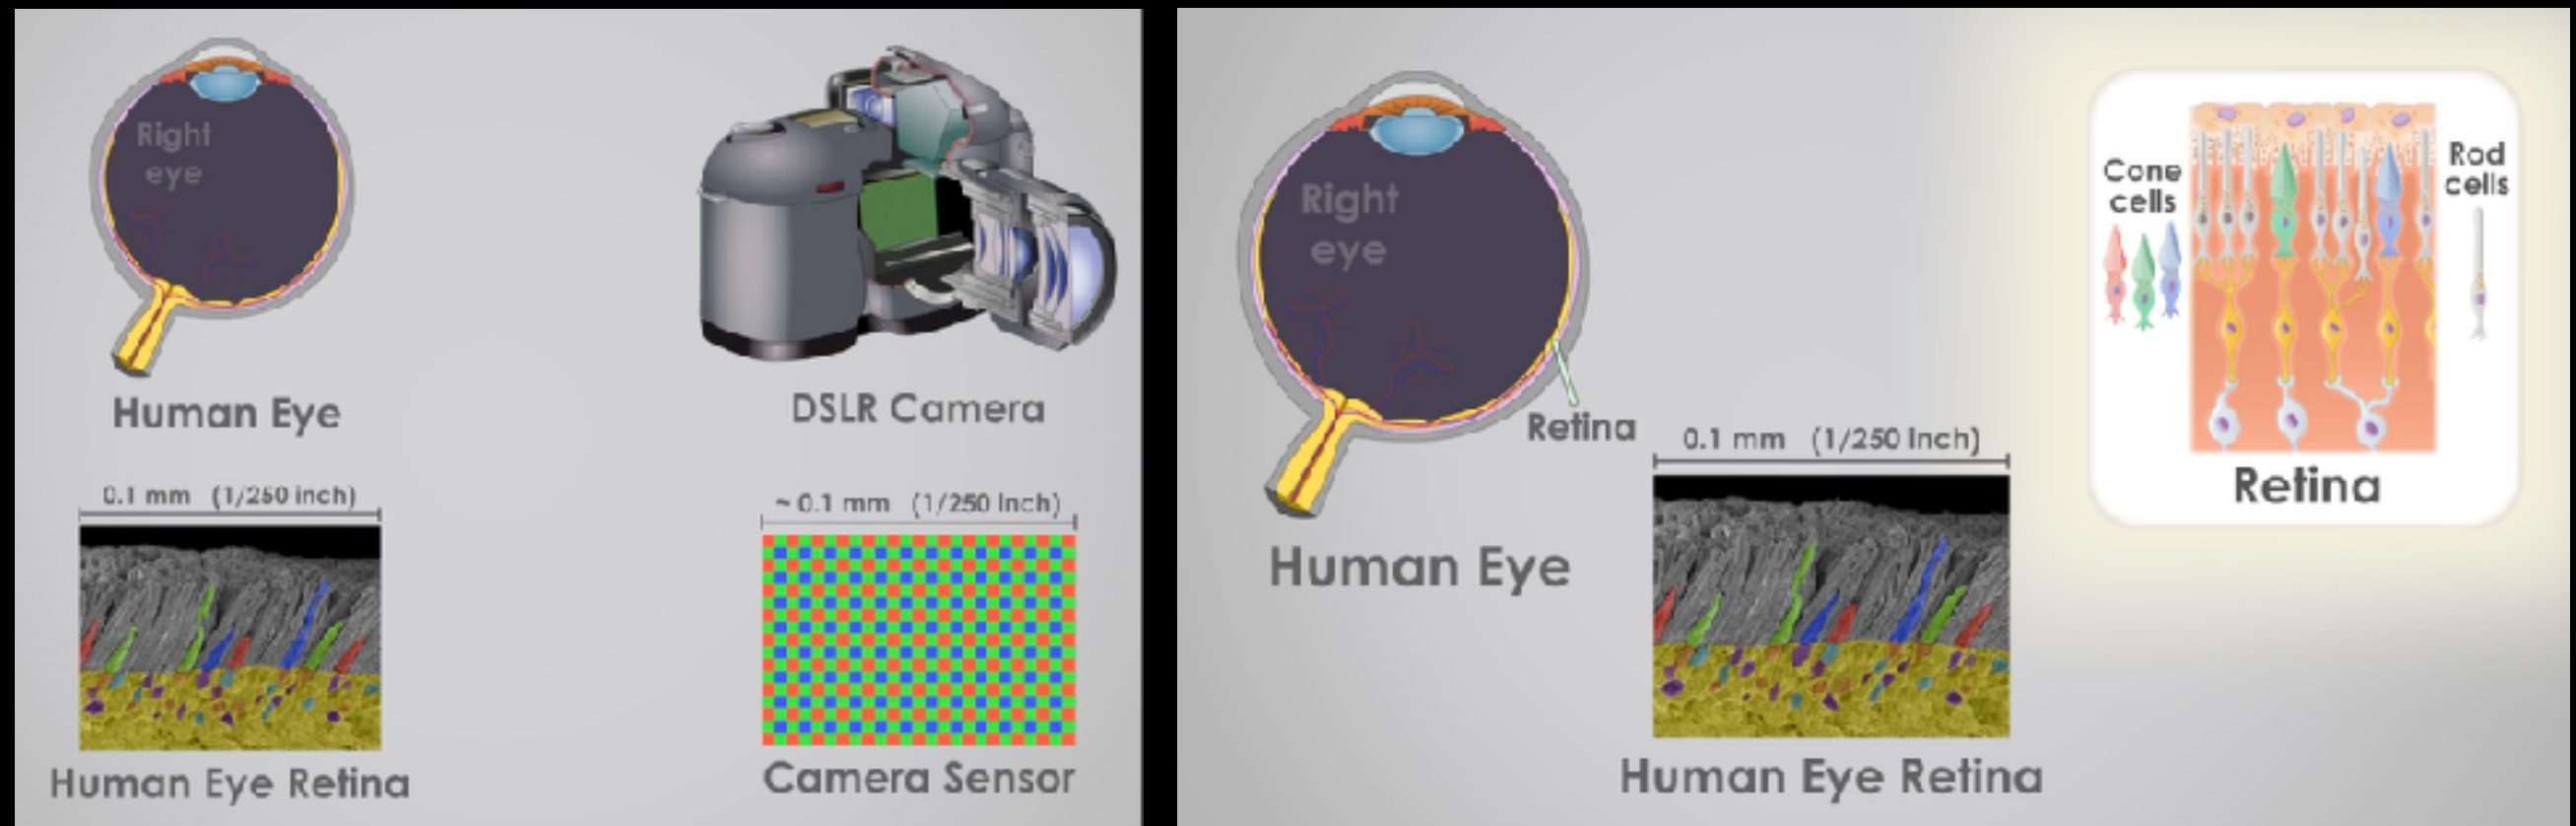 Right
eye
Human Eye
DSLR Camera
0.1 mm (1/250 inch)
~ 0.1 mm (1/250 inch)
Human Eye Retina
Camera Sensor
Right
eye
Retina
Human Eye
0.1 mm (1/250 inch)
Human Eye Retina
Cone
cells
Rod
cells
Retina